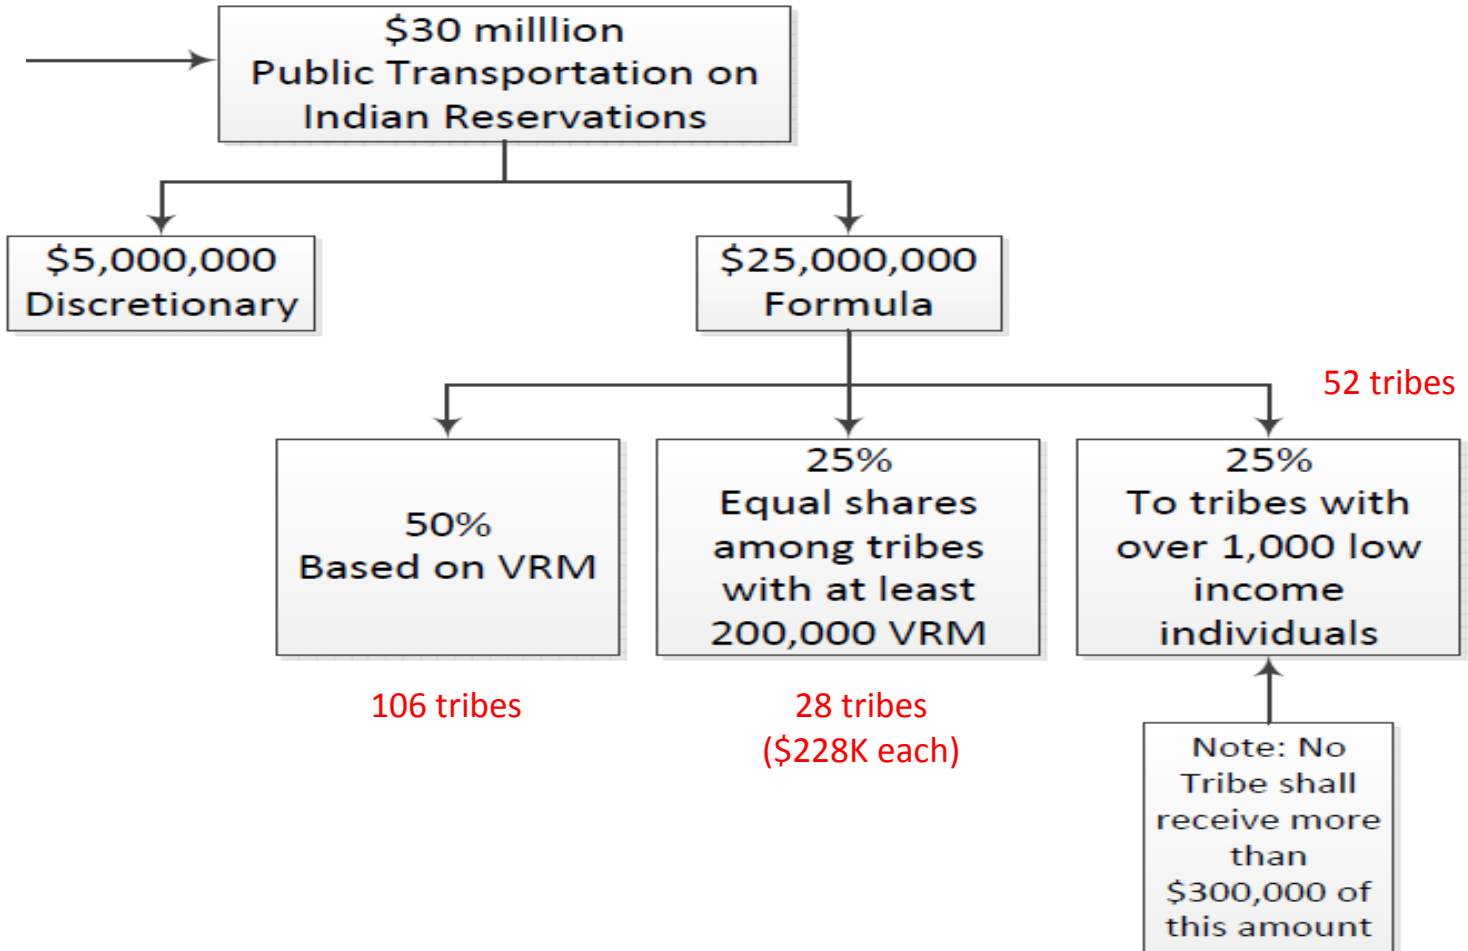 $30 milllion
Public Transportation on
Indian Reservations
$5,000,000
Discretionary
$25,000,000
Formula
52 tribes
50%
Based on VRM
25%
Equal shares
among tribes
with at least
200,000 VRM
25%
To tribes with
over 1,000 low
income
individuals
106 tribes
28 tribes
($228K each)
Note: No
Tribe shall
receive more
than
$300,000 of
this amount